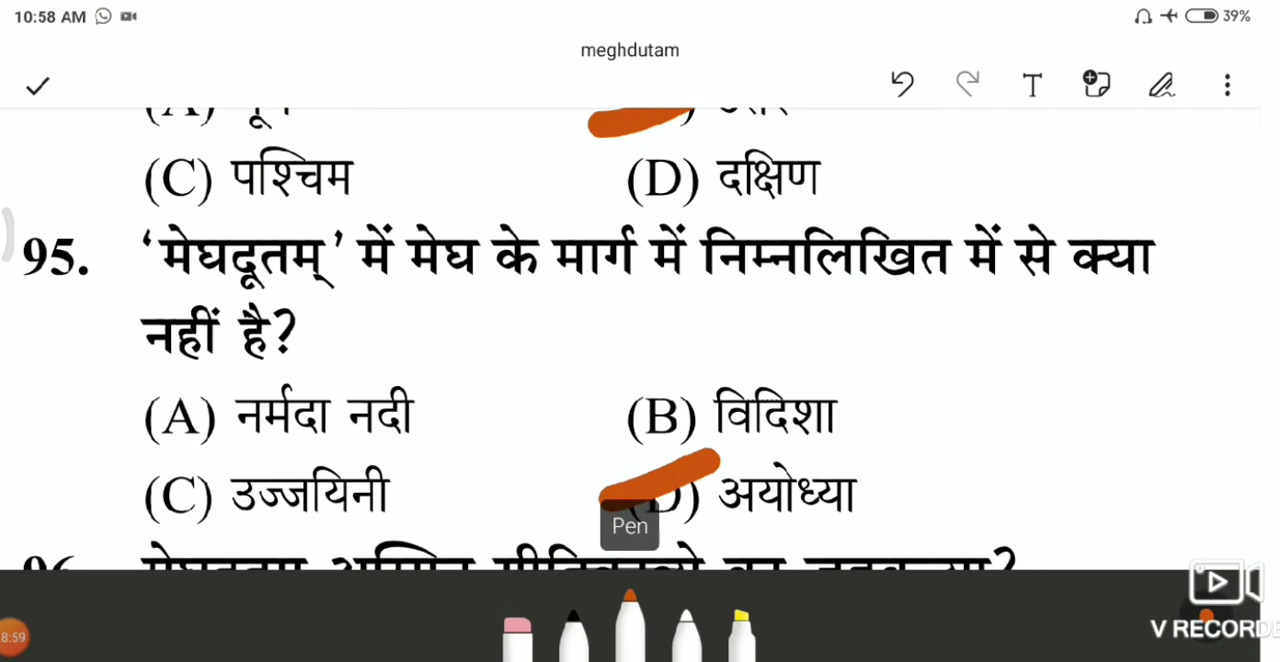 10:58 AM 39%
meghdutam
(C) पश्चिम (D) दक्षिण
95. ‘मेघदूतम्’ में मेघ के मार्ग में निम्नलिखित में से क्या
नहीं है?
(A) नर्मदा नदी (B) विदिशा
(C) उज्जयिनी (D) अयोध्या
Pen
8:59
V RECORDE